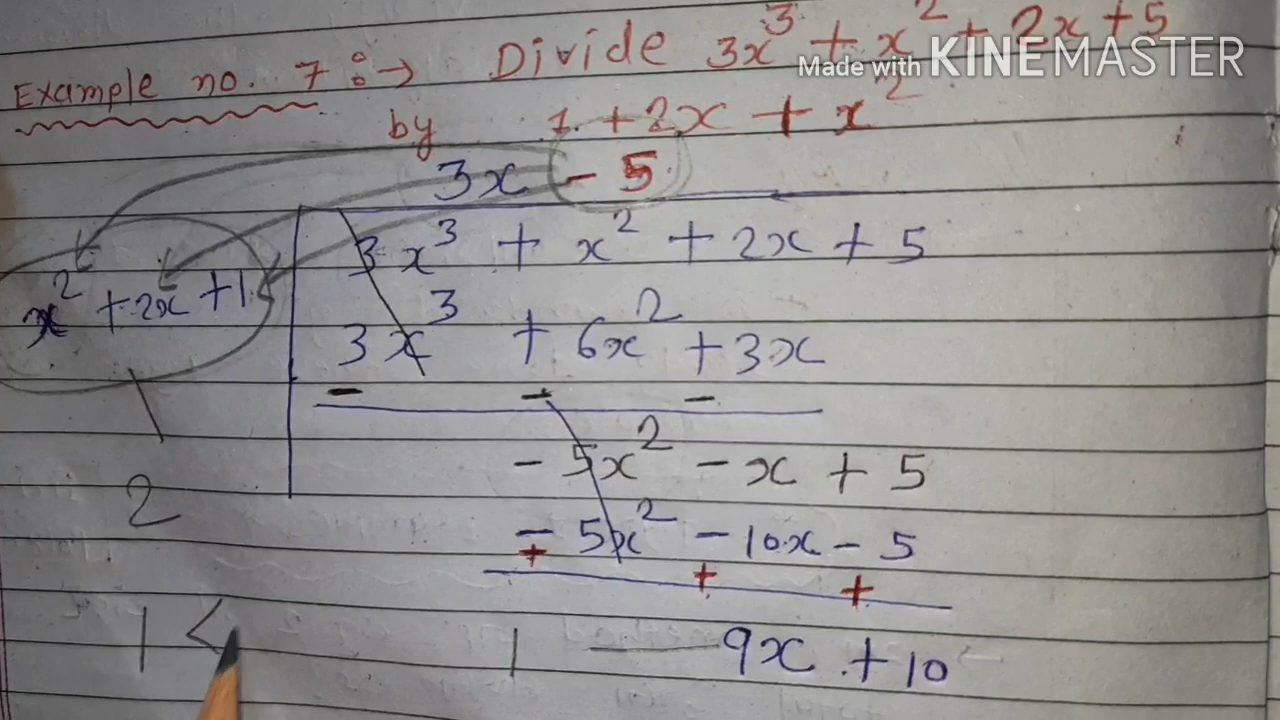 Example no. 7 :→ Divide 3x³ + x² + 2x + 5
Made with KINEMASTER
by 1 + 2x + x²
3x - 5
3x³ + x² + 2x + 5
x² + 2x + 1
3x³ + 6x² + 3x
- - -
- 5x² - x + 5
2
- 5x² - 10x - 5
+ + +
1 < 1 — 9x + 10